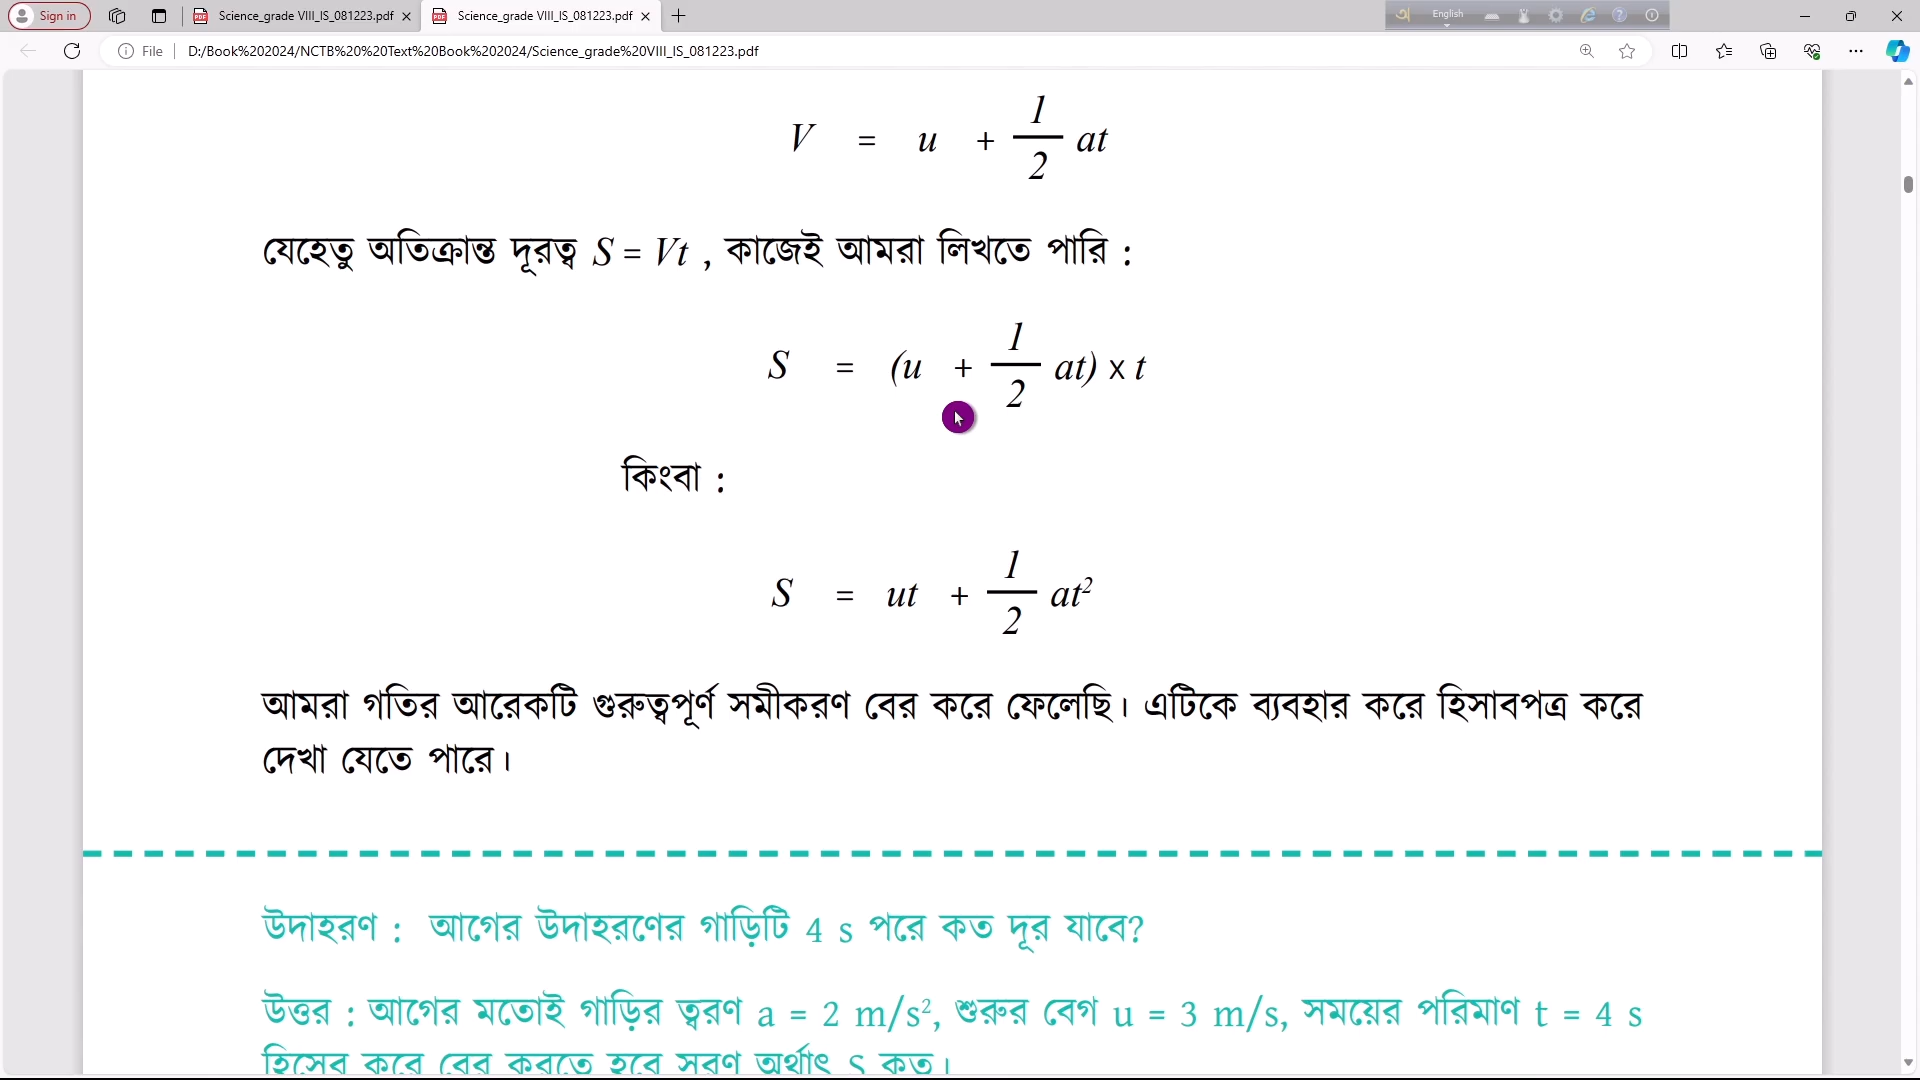 Sign in
Science_grade VIII_IS_081223.pdf
Science_grade VIII_IS_081223.pdf
English
File
D:/Book%202024/NCTB%20%20Text%20Book%202024/Science_grade%20VIII_IS_081223.pdf
V = u + 1/2 at
যেহেতু অতিক্রান্ত দূরত্ব S = Vt , কাজেই আমরা লিখতে পারি :
S = (u + 1/2 at) x t
কিংবা :
S = ut + 1/2 at²
আমরা গতির আরেকটি গুরুত্বপূর্ণ সমীকরণ বের করে ফেলেছি। এটিকে ব্যবহার করে হিসাবপত্র করে
দেখা যেতে পারে।
উদাহরণ : আগের উদাহরণের গাড়িটি 4 s পরে কত দূর যাবে?
উত্তর : আগের মতোই গাড়ির ত্বরণ a = 2 m/s², শুরুর বেগ u = 3 m/s, সময়ের পরিমাণ t = 4 s
হিসেব করে বের করতে হবে সরণ অর্থাৎ S কত।